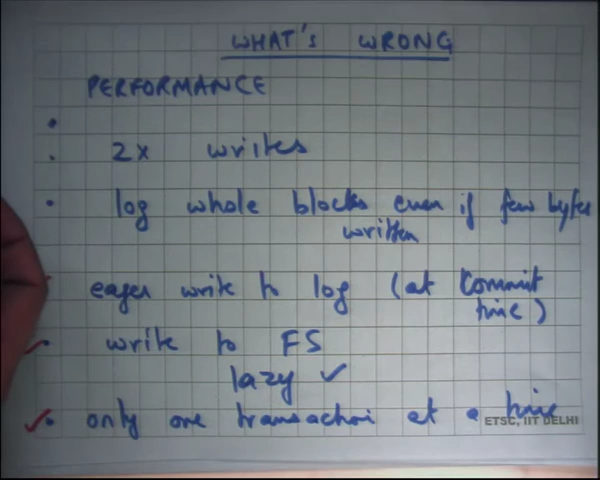 WHAT'S WRONG
PERFORMANCE
2x writes
log whole blocks even if few bytes
written
eager write to log (at commit
time)
write to FS
lazy ✓
only one transaction at a time
ETSC, IIT DELHI